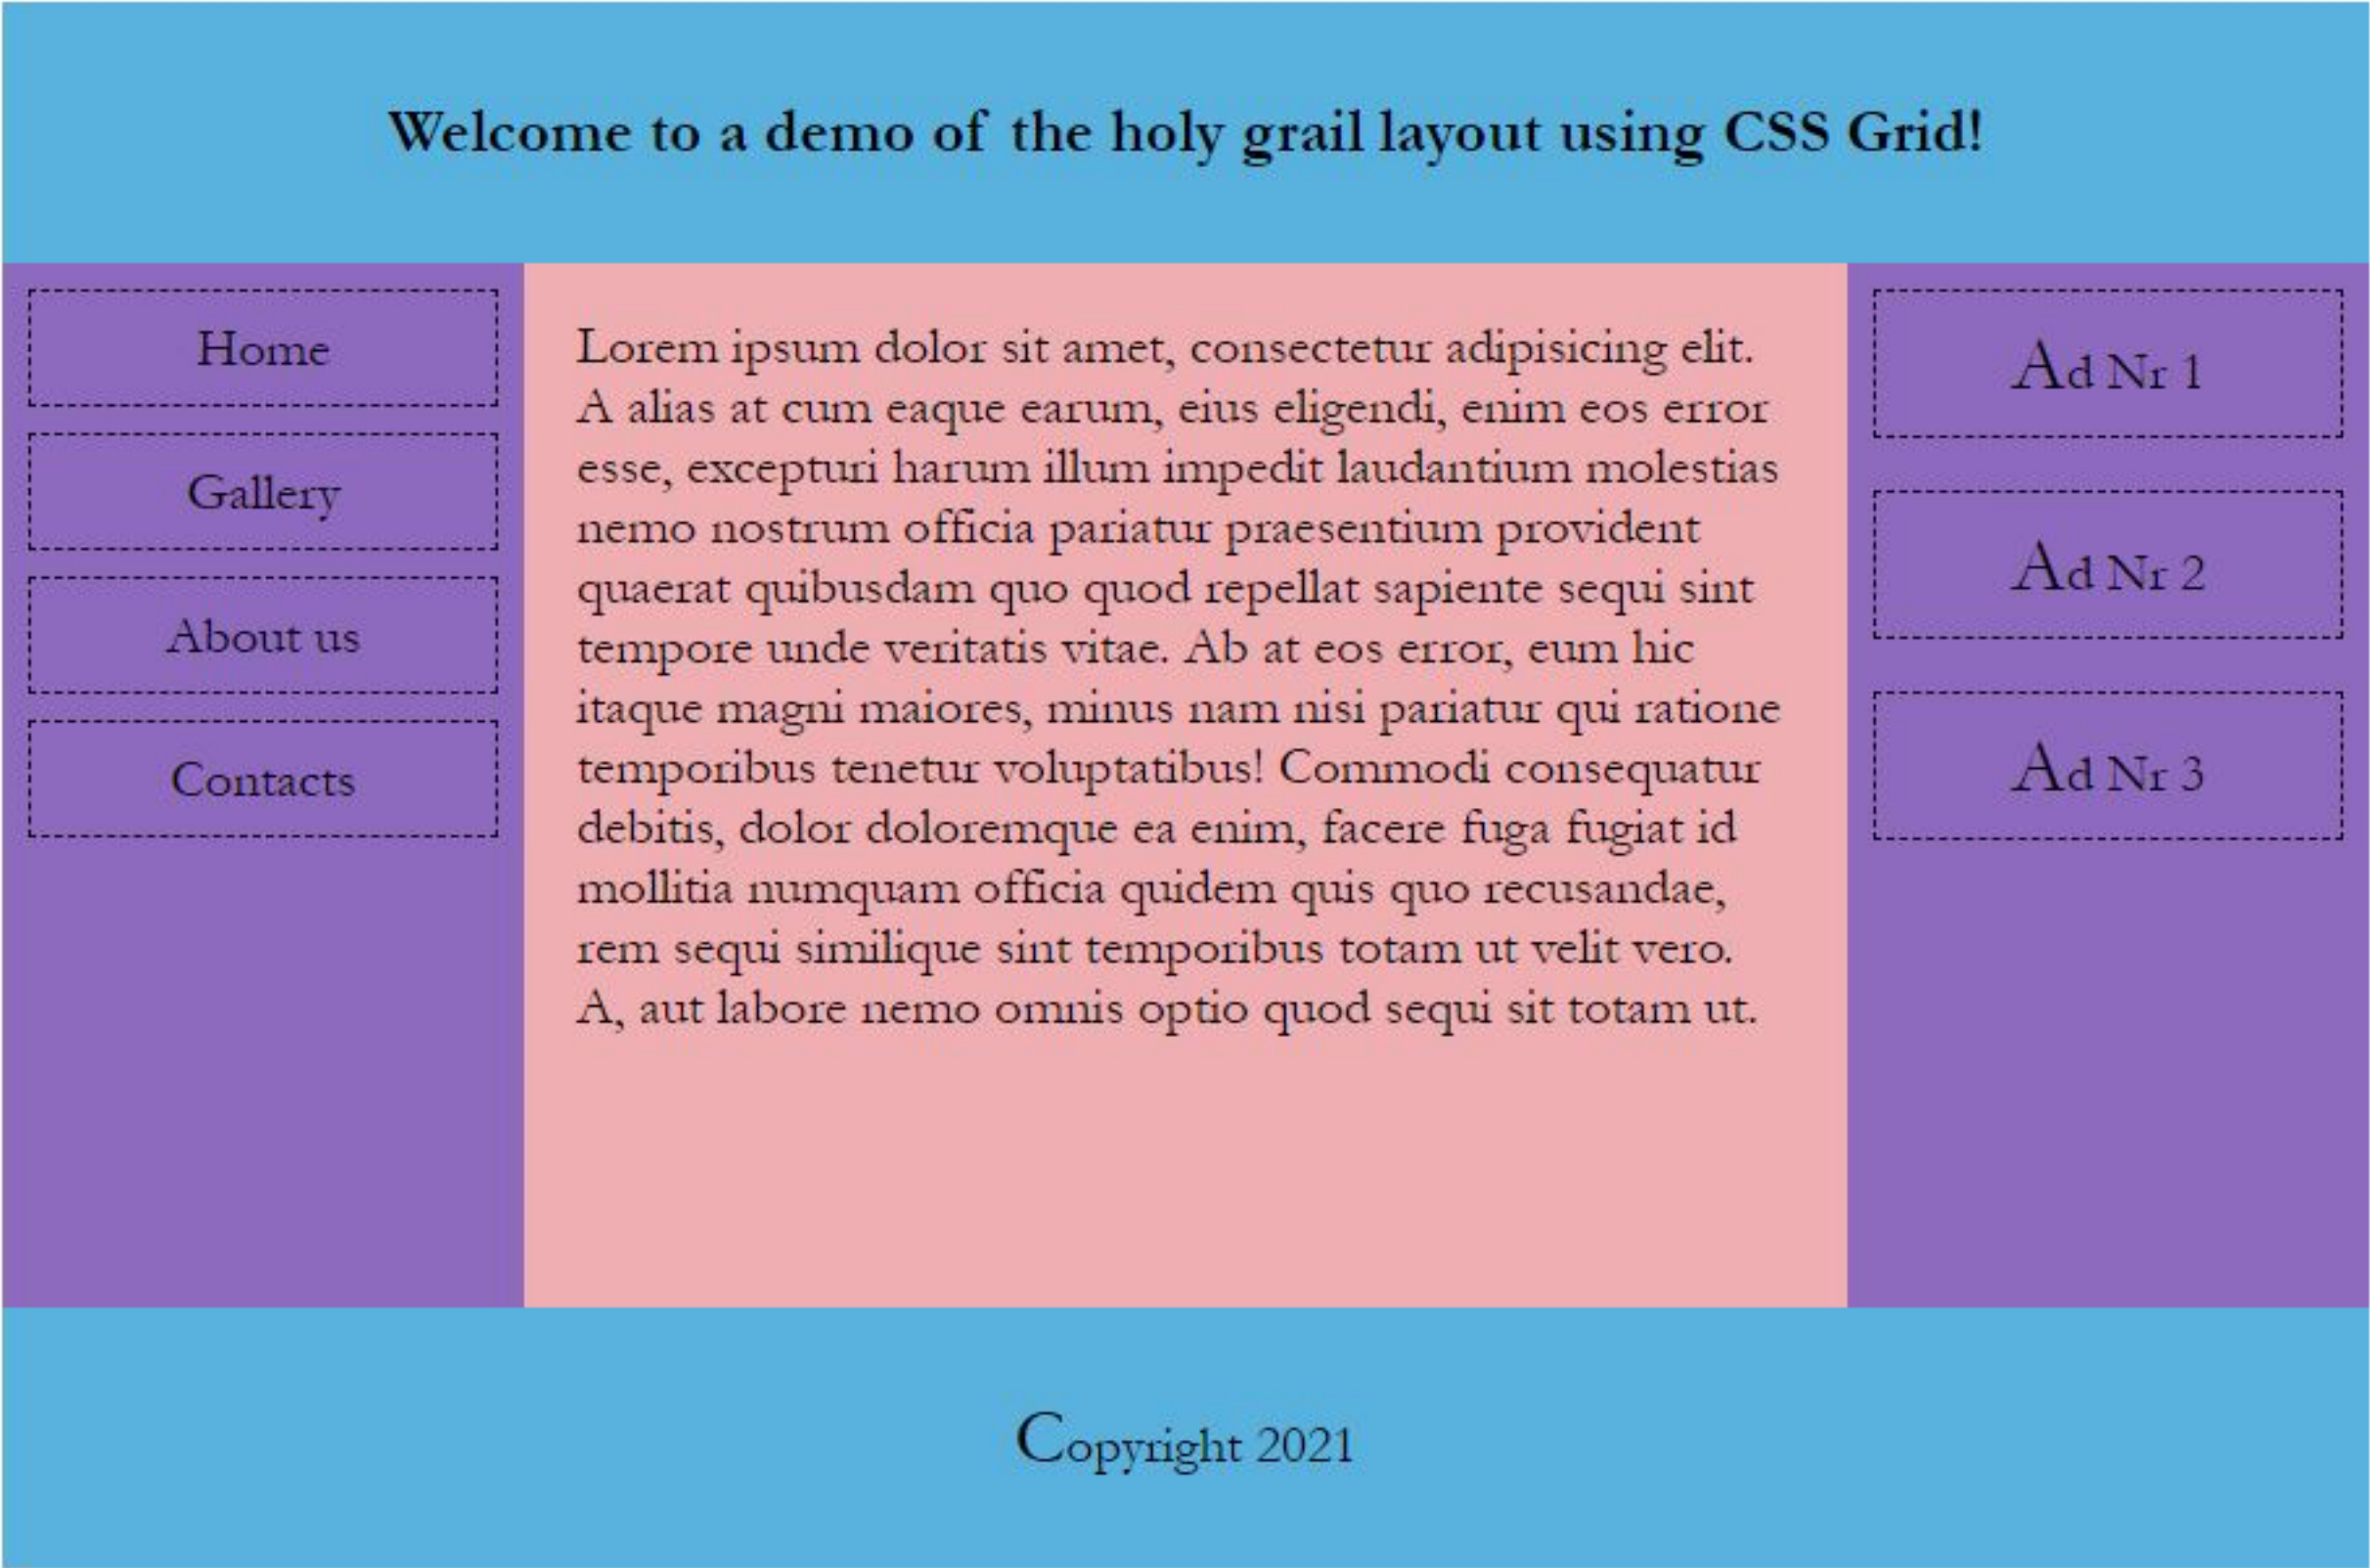 Welcome to a demo of the holy grail layout using CSS Grid!
Home
Gallery
About us
Contacts
Lorem ipsum dolor sit amet, consectetur adipisicing elit.
A alias at cum eaque earum, eius eligendi, enim eos error
esse, excepturi harum illum impedit laudantium molestias
nemo nostrum officia pariatur praesentium provident
quaerat quibusdam quo quod repellat sapiente sequi sint
tempore unde veritatis vitae. Ab at eos error, eum hic
itaque magni maiores, minus nam nisi pariatur qui ratione
temporibus tenetur voluptatibus! Commodi consequatur
debitis, dolor doloremque ea enim, facere fuga fugiat id
mollitia numquam officia quidem quis quo recusandae,
rem sequi similique sint temporibus totam ut velit vero.
A, aut labore nemo omnis optio quod sequi sit totam ut.
Ad Nr 1
Ad Nr 2
Ad Nr 3
Copyright 2021